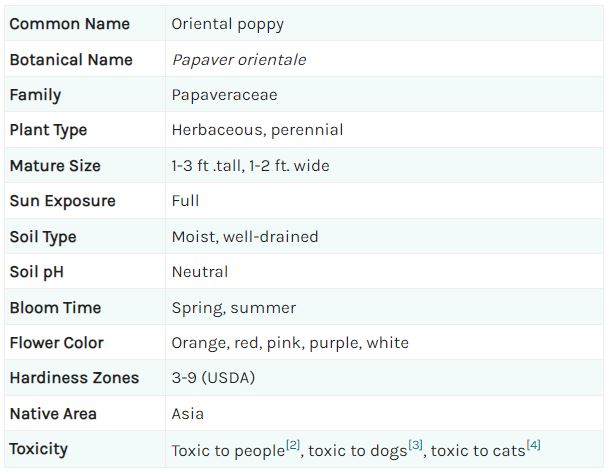 Common Name Oriental poppy
Botanical Name Papaver orientale
Family Papaveraceae
Plant Type Herbaceous, perennial
Mature Size 1-3 ft .tall, 1-2 ft. wide
Sun Exposure Full
Soil Type Moist, well-drained
Soil pH Neutral
Bloom Time Spring, summer
Flower Color Orange, red, pink, purple, white
Hardiness Zones 3-9 (USDA)
Native Area Asia
Toxicity Toxic to people[2], toxic to dogs[3], toxic to cats[4]